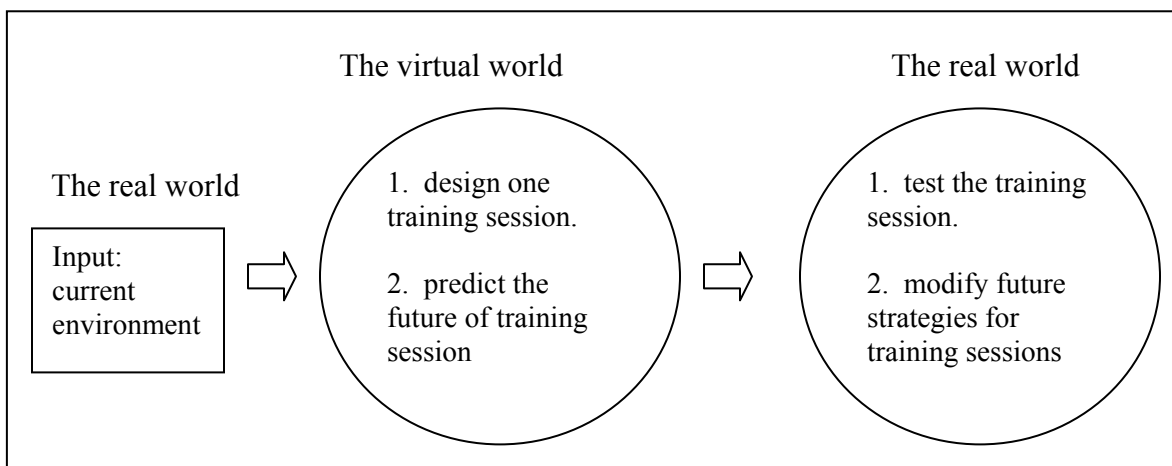 The real world
Input:
current
environment
The virtual world
1. design one
training session.
2. predict the
future of training
session
The real world
1. test the training
session.
2. modify future
strategies for
training sessions